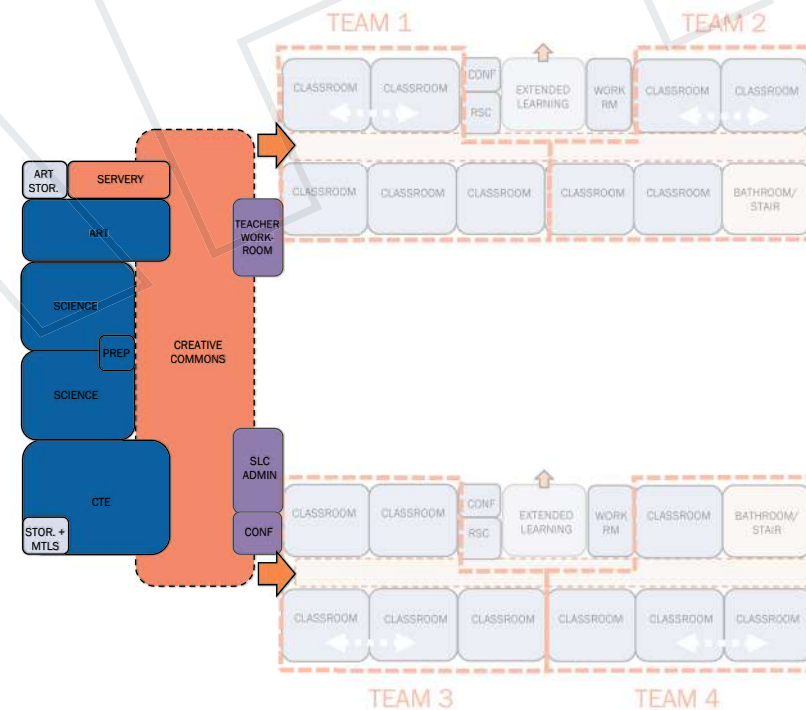 TEAM 1
TEAM 2
CLASSROOM
CLASSROOM
CONF
RSC
EXTENDED
LEARNING
WORK
RM
CLASSROOM
CLASSROOM
CLASSROOM
CLASSROOM
CLASSROOM
CLASSROOM
CLASSROOM
BATHROOM/
STAIR
ART
STOR.
SERVERY
ART
TEACHER
WORK-
ROOM
SCIENCE
PREP
CREATIVE
COMMONS
SCIENCE
SLC
ADMIN
CTE
STOR. +
MTLS
CONF
CLASSROOM
CLASSROOM
CONF
RSC
EXTENDED
LEARNING
WORK
RM
CLASSROOM
BATHROOM/
STAIR
CLASSROOM
CLASSROOM
CLASSROOM
CLASSROOM
CLASSROOM
CLASSROOM
TEAM 3
TEAM 4